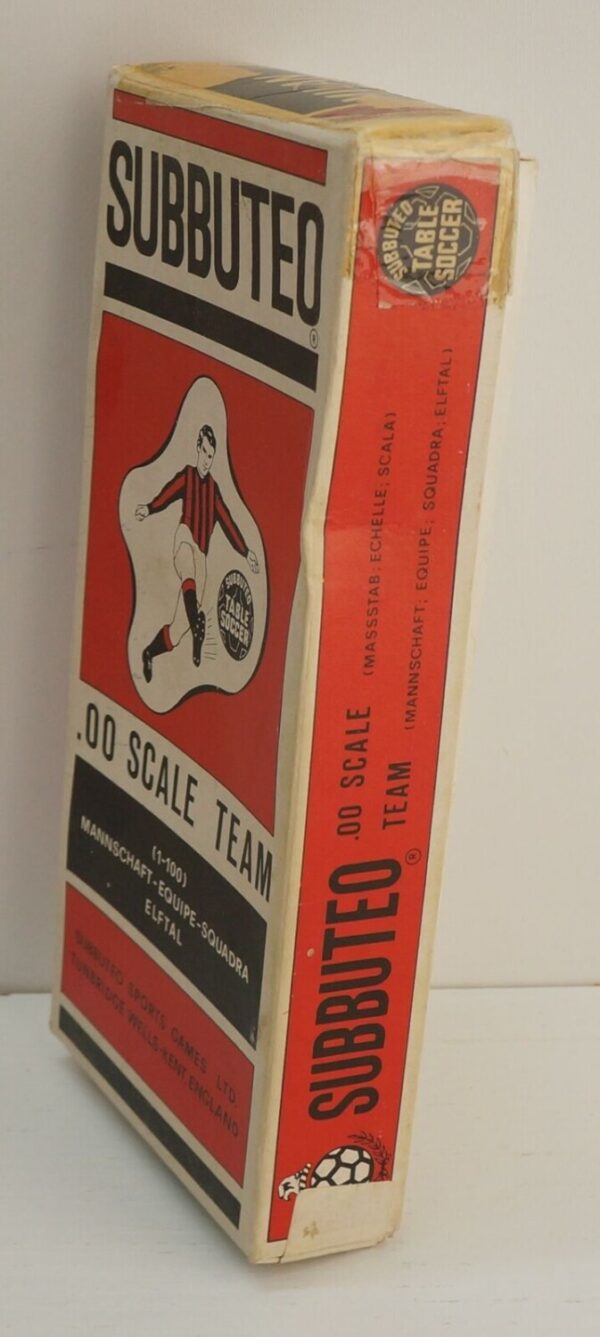 SUBBUTEO
®
SUBBUTEO
TABLE
SOCCER
.00 SCALE TEAM
(1-100)
MANNSCHAFT-EQUIPE-SQUADRA
ELFTAL
SUBBUTEO SPORTS GAMES LTD.
TUNBRIDGE WELLS·KENT.ENGLAND
SUBBUTEO
TABLE
SOCCER
SUBBUTEO®
.00 SCALE (MASSSTAB; ECHELLE; SCALA)
TEAM (MANNSCHAFT; EQUIPE; SQUADRA; ELFTAL)